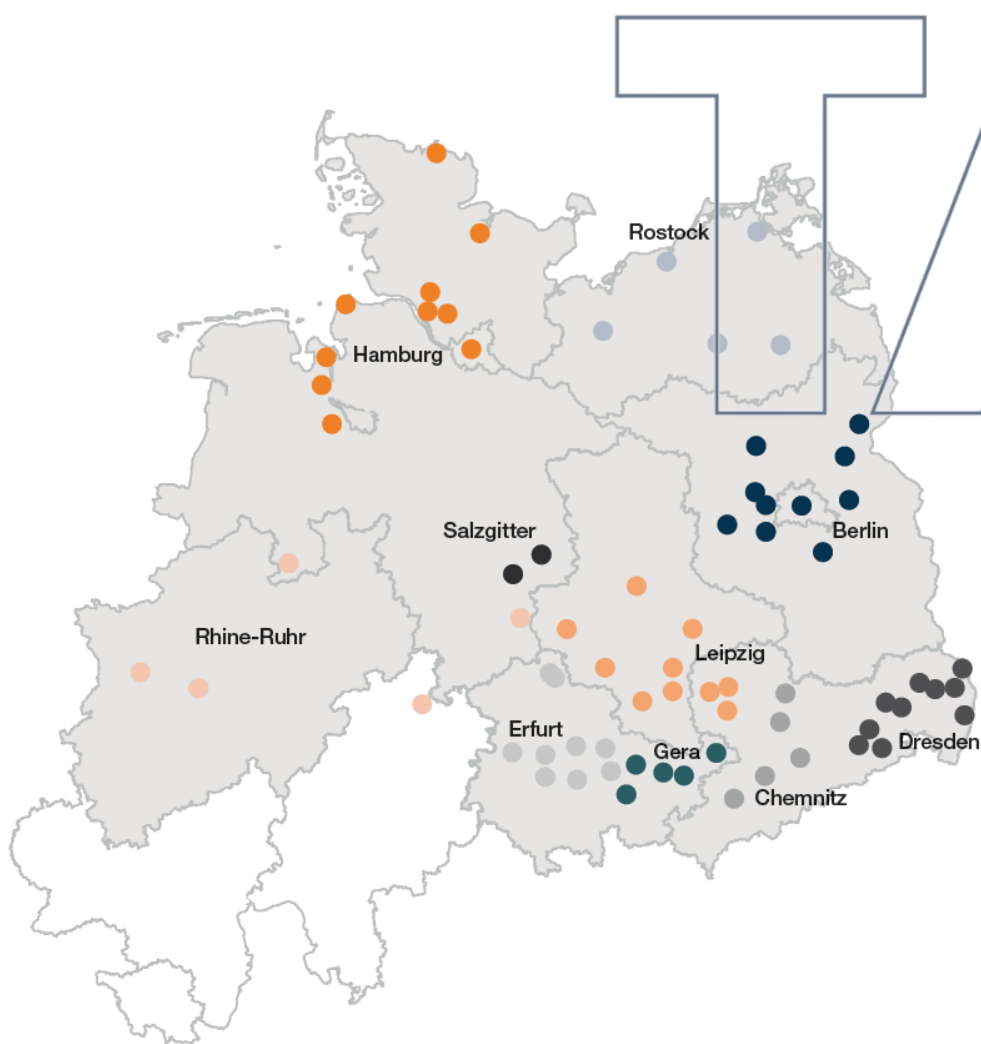 Rostock
Hamburg
Salzgitter
Berlin
Rhine-Ruhr
Leipzig
Erfurt
Gera
Dresden
Chemnitz